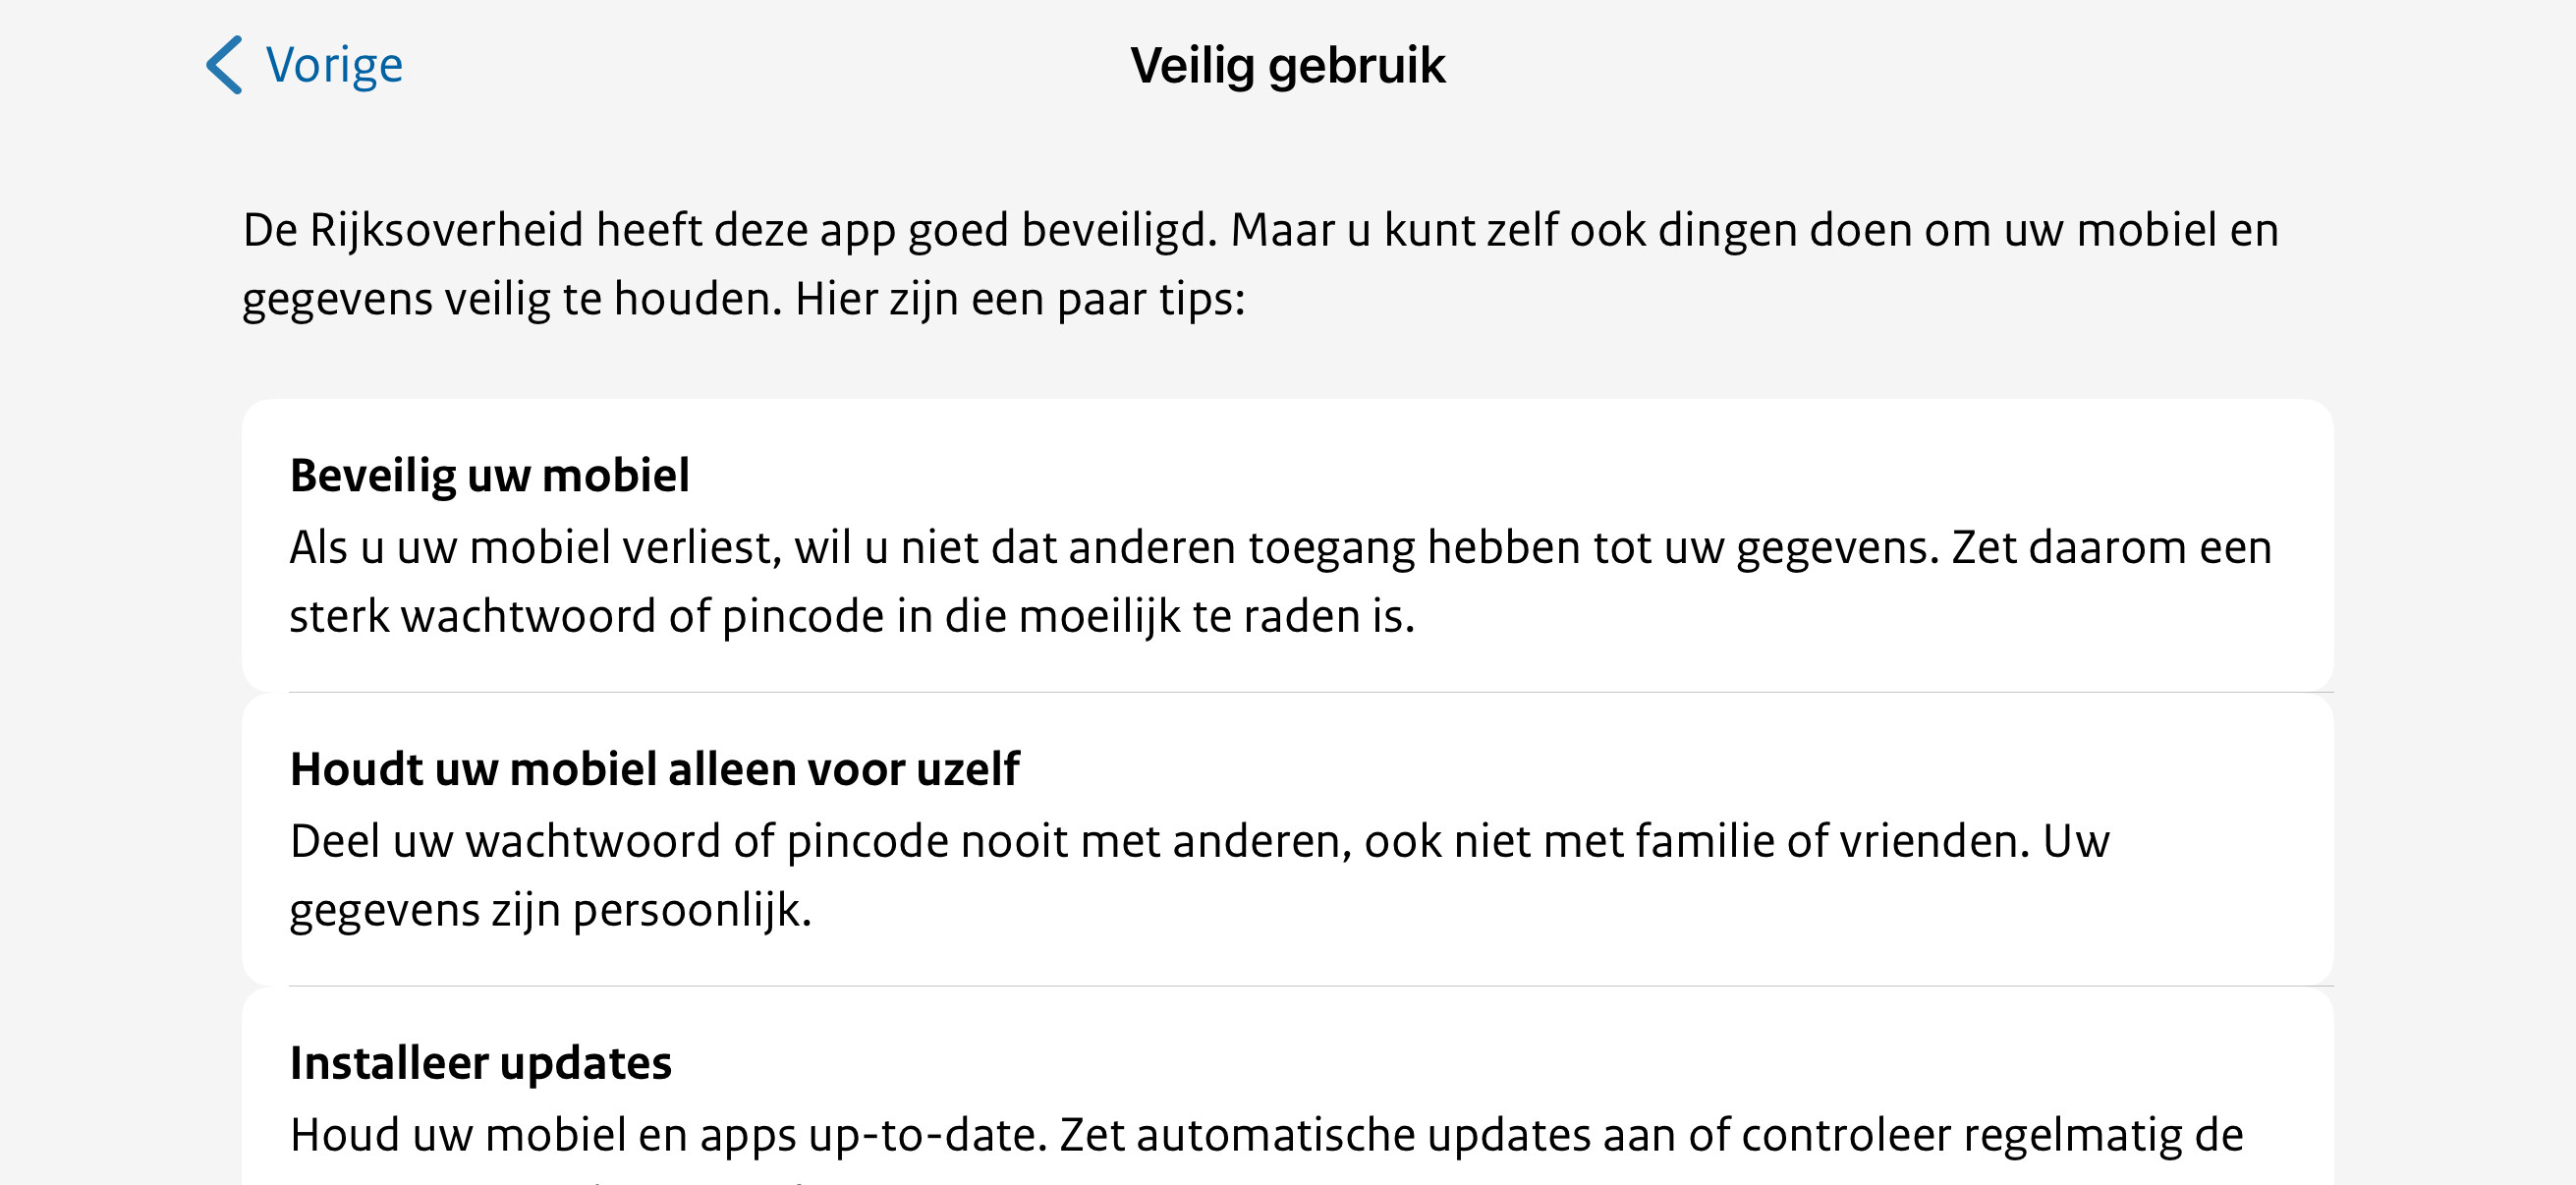 Vorige
Veilig gebruik
De Rijksoverheid heeft deze app goed beveiligd. Maar u kunt zelf ook dingen doen om uw mobiel en
gegevens veilig te houden. Hier zijn een paar tips:
Beveilig uw mobiel
Als u uw mobiel verliest, wil u niet dat anderen toegang hebben tot uw gegevens. Zet daarom een
sterk wachtwoord of pincode in die moeilijk te raden is.
Houdt uw mobiel alleen voor uzelf
Deel uw wachtwoord of pincode nooit met anderen, ook niet met familie of vrienden. Uw
gegevens zijn persoonlijk.
Installeer updates
Houd uw mobiel en apps up-to-date. Zet automatische updates aan of controleer regelmatig de